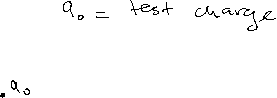 q₀ = test charge
. q₀